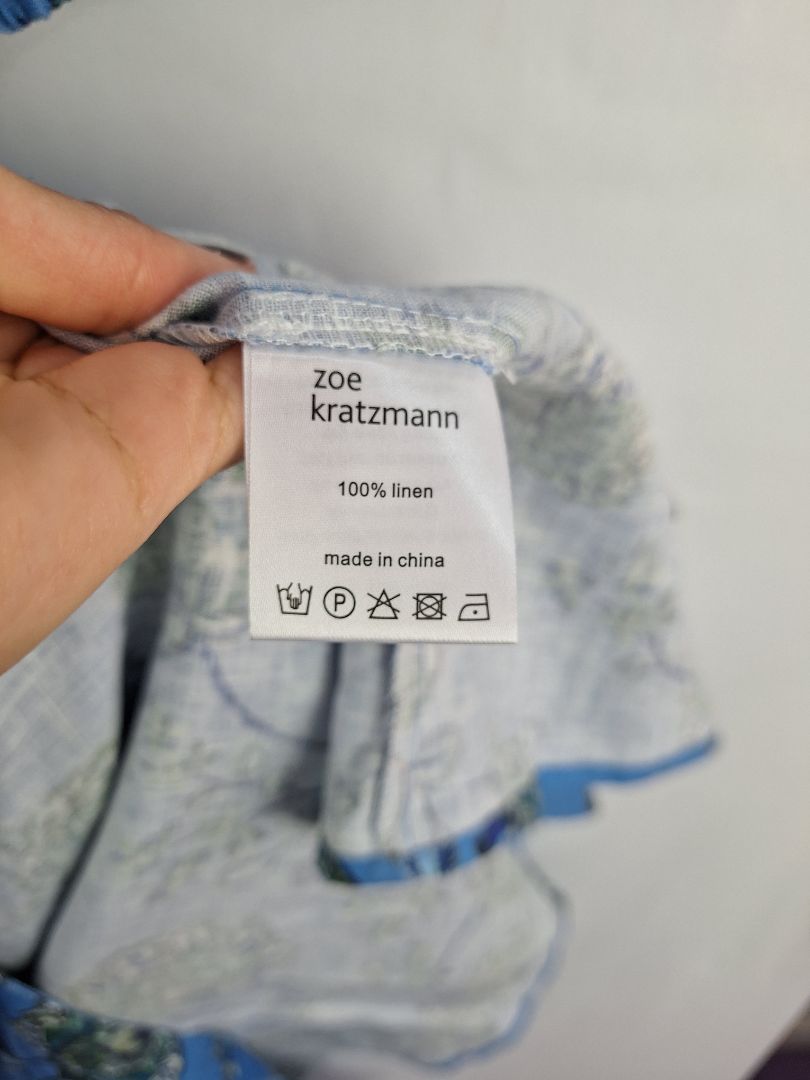 zoe
kratzmann
100% linen
made in china
P